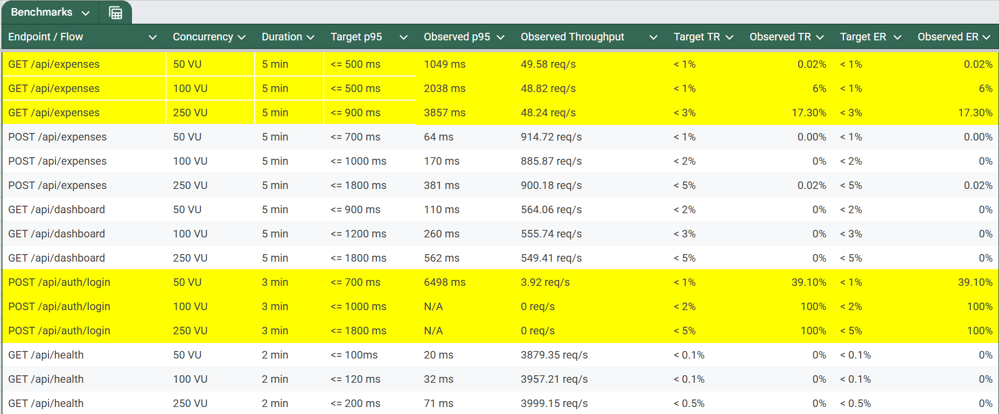 Benchmarks
Endpoint / Flow Concurrency Duration Target p95 Observed p95 Observed Throughput Target TR Observed TR Target ER Observed ER
GET /api/expenses 50 VU 5 min <= 500 ms 1049 ms 49.58 req/s < 1% 0.02% < 1% 0.02%
GET /api/expenses 100 VU 5 min <= 500 ms 2038 ms 48.82 req/s < 1% 6% < 1% 6%
GET /api/expenses 250 VU 5 min <= 900 ms 3857 ms 48.24 req/s < 3% 17.30% < 3% 17.30%
POST /api/expenses 50 VU 5 min <= 700 ms 64 ms 914.72 req/s < 1% 0.00% < 1% 0.00%
POST /api/expenses 100 VU 5 min <= 1000 ms 170 ms 885.87 req/s < 2% 0% < 2% 0%
POST /api/expenses 250 VU 5 min <= 1800 ms 381 ms 900.18 req/s < 5% 0.02% < 5% 0.02%
GET /api/dashboard 50 VU 5 min <= 900 ms 110 ms 564.06 req/s < 2% 0% < 2% 0%
GET /api/dashboard 100 VU 5 min <= 1200 ms 260 ms 555.74 req/s < 3% 0% < 3% 0%
GET /api/dashboard 250 VU 5 min <= 1800 ms 562 ms 549.41 req/s < 5% 0% < 5% 0%
POST /api/auth/login 50 VU 3 min <= 700 ms 6498 ms 3.92 req/s < 1% 39.10% < 1% 39.10%
POST /api/auth/login 100 VU 3 min <= 1000 ms N/A 0 req/s < 2% 100% < 2% 100%
POST /api/auth/login 250 VU 3 min <= 1800 ms N/A 0 req/s < 5% 100% < 5% 100%
GET /api/health 50 VU 2 min <= 100ms 20 ms 3879.35 req/s < 0.1% 0% < 0.1% 0%
GET /api/health 100 VU 2 min <= 120 ms 32 ms 3957.21 req/s < 0.1% 0% < 0.1% 0%
GET /api/health 250 VU 2 min <= 200 ms 71 ms 3999.15 req/s < 0.5% 0% < 0.5% 0%